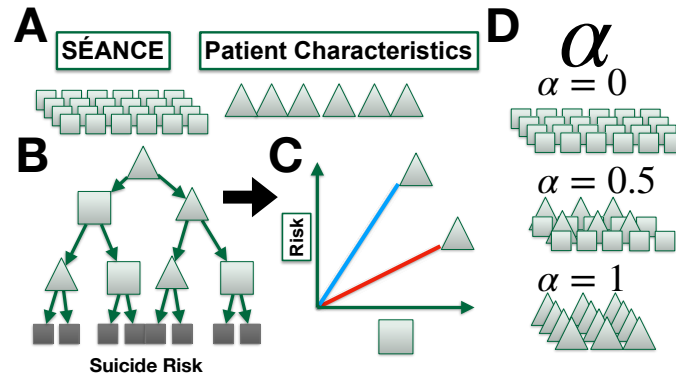 A
SÉANCE
Patient Characteristics
D
α
α = 0
B
C
α = 0.5
Risk
α = 1
Suicide Risk